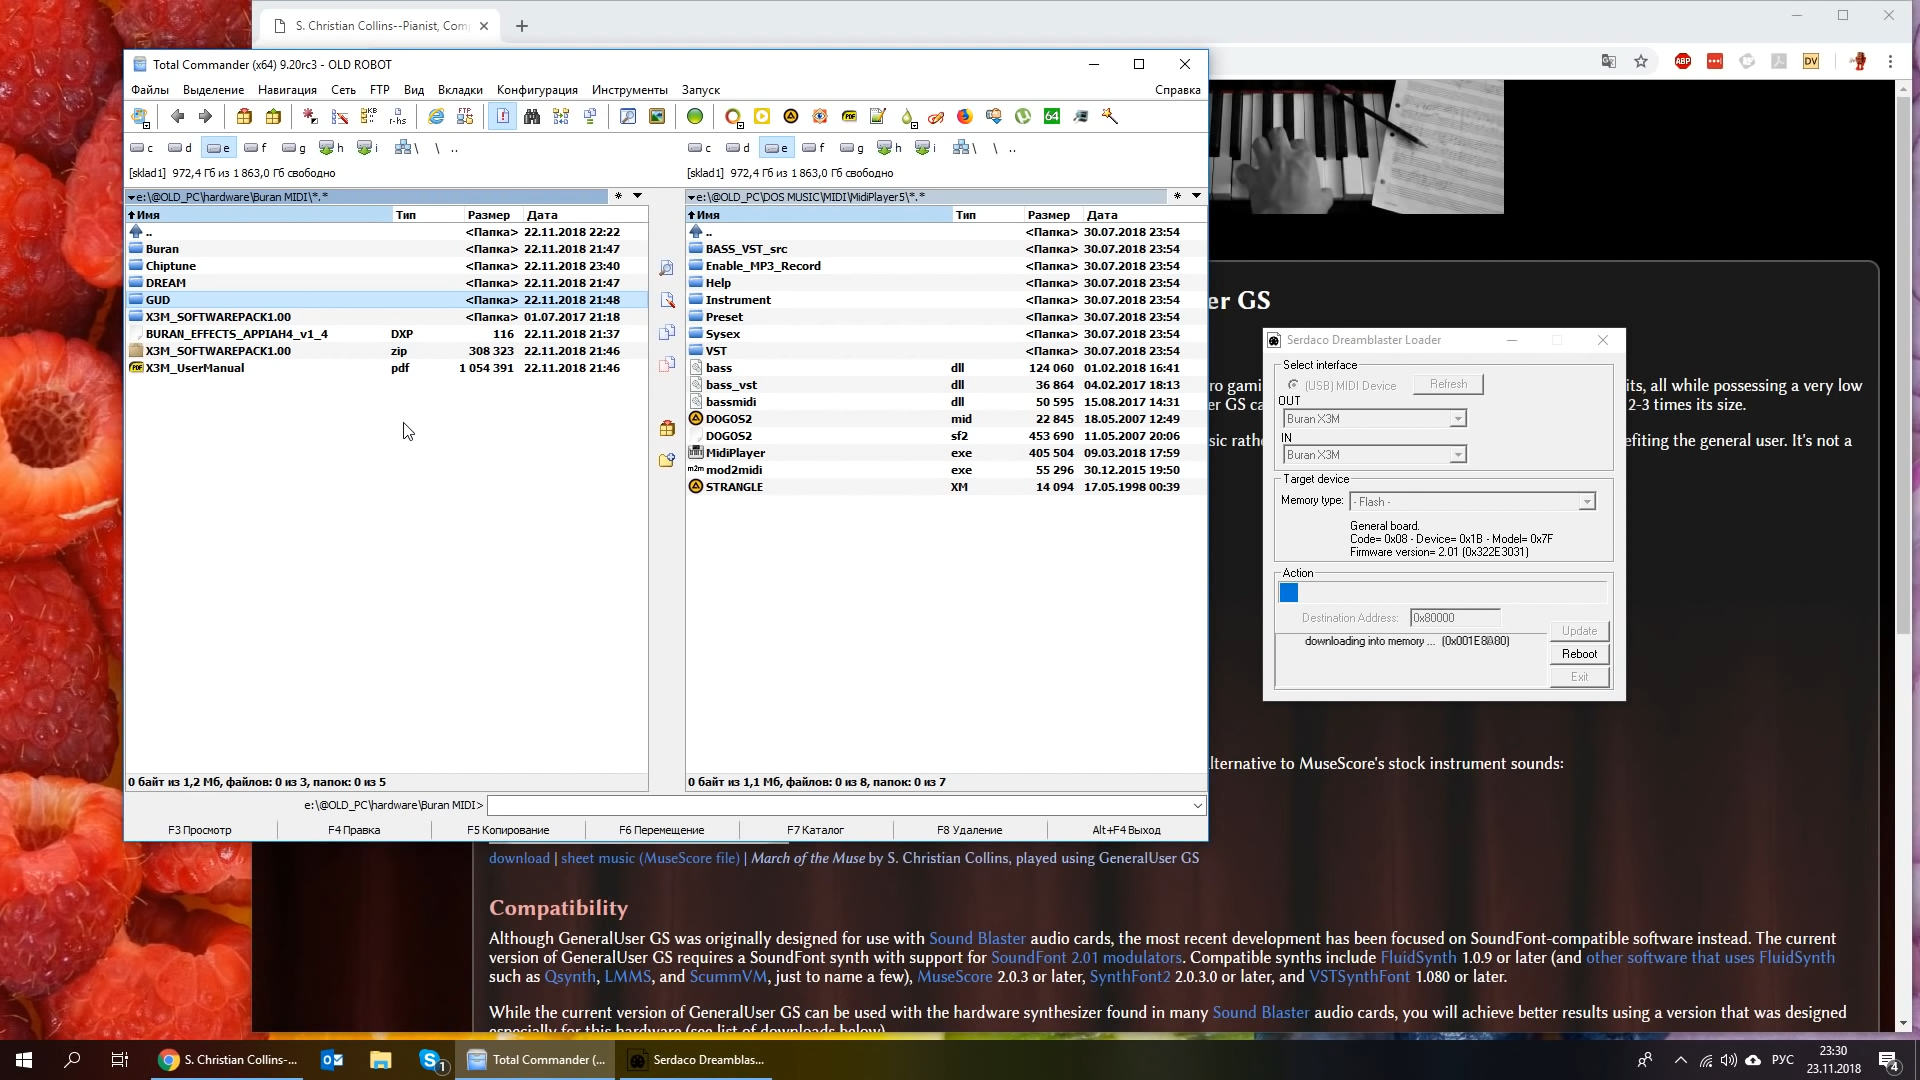 S. Christian Collins--Pianist, Com
Total Commander (x64) 9.20rc3 - OLD ROBOT
Файлы Выделение Навигация Сеть FTP Вид Вкладки Конфигурация Инструменты Запуск Справка
c d e f g h i \ \ ..
c d e f g h i \ \ ..
[sklad1] 972,4 Гб из 1 863,0 Гб свободно
[sklad1] 972,4 Гб из 1 863,0 Гб свободно
e:\@OLD_PC\hardware\Buran MIDI\*.*
Имя Тип Размер Дата
.. <Папка> 22.11.2018 22:22
Buran <Папка> 22.11.2018 21:47
Chiptune <Папка> 22.11.2018 23:40
DREAM <Папка> 22.11.2018 21:47
GUD <Папка> 22.11.2018 21:48
X3M_SOFTWAREPACK1.00 <Папка> 01.07.2017 21:18
BURAN_EFFECTS_APPIAH4_v1_4 DXP 116 22.11.2018 21:37
X3M_SOFTWAREPACK1.00 zip 308 323 22.11.2018 21:46
X3M_UserManual pdf 1 054 391 22.11.2018 21:46
0 байт из 1,2 Мб, файлов: 0 из 3, папок: 0 из 5
e:\@OLD_PC\DOS MUSIC\MIDI\MidiPlayer5\*.*
Имя Тип Размер Дата
.. <Папка> 30.07.2018 23:54
BASS_VST_src <Папка> 30.07.2018 23:54
Enable_MP3_Record <Папка> 30.07.2018 23:54
Help <Папка> 30.07.2018 23:54
Instrument <Папка> 30.07.2018 23:54
Preset <Папка> 30.07.2018 23:54
Sysex <Папка> 30.07.2018 23:54
VST <Папка> 30.07.2018 23:54
bass dll 124 060 01.02.2018 16:41
bass_vst dll 36 864 04.02.2017 18:13
bassmidi dll 50 595 15.08.2017 14:31
DOGOS2 mid 22 845 18.05.2007 12:49
DOGOS2 sf2 453 690 11.05.2007 20:06
MidiPlayer exe 405 504 09.03.2018 17:59
mod2midi exe 55 296 30.12.2015 19:50
STRANGLE XM 14 094 17.05.1998 00:39
0 байт из 1,1 Мб, файлов: 0 из 8, папок: 0 из 7
e:\@OLD_PC\hardware\Buran MIDI>
F3 Просмотр F4 Правка F5 Копирование F6 Перемещение F7 Каталог F8 Удаление Alt+F4 Выход
er GS
ro gami
its, all while possessing a very low
er GS ca
2-3 times its size.
sic rath
efiting the general user. It's not a
Serdaco Dreamblaster Loader
Select interface
(USB) MIDI Device Refresh
OUT
Buran X3M
IN
Buran X3M
Target device
Memory type: - Flash -
General board.
Code= 0x08 - Device= 0x1B - Model= 0x7F
Firmware version= 2.01 (0x322E3031)
Action
Destination Address: 0x80000
Update
downloading into memory ...
Reboot
Exit
lternative to MuseScore's stock instrument sounds:
download | sheet music (MuseScore file) | March of the Muse by S. Christian Collins, played using GeneralUser GS
Compatibility
Although GeneralUser GS was originally designed for use with Sound Blaster audio cards, the most recent development has been focused on SoundFont-compatible software instead. The current
version of GeneralUser GS requires a SoundFont synth with support for SoundFont 2.01 modulators. Compatible synths include FluidSynth 1.0.9 or later (and other software that uses FluidSynth
such as Qsynth, LMMS, and ScummVM, just to name a few), MuseScore 2.0.3 or later, SynthFont2 2.0.3.0 or later, and VSTSynthFont 1.080 or later.
While the current version of GeneralUser GS can be used with the hardware synthesizer found in many Sound Blaster audio cards, you will achieve better results using a version that was designed
especially for this hardware (see list of downloads below)
S. Christian Collins-... Total Commander (... Serdaco Dreamblas...
РУС
23:30
23.11.2018